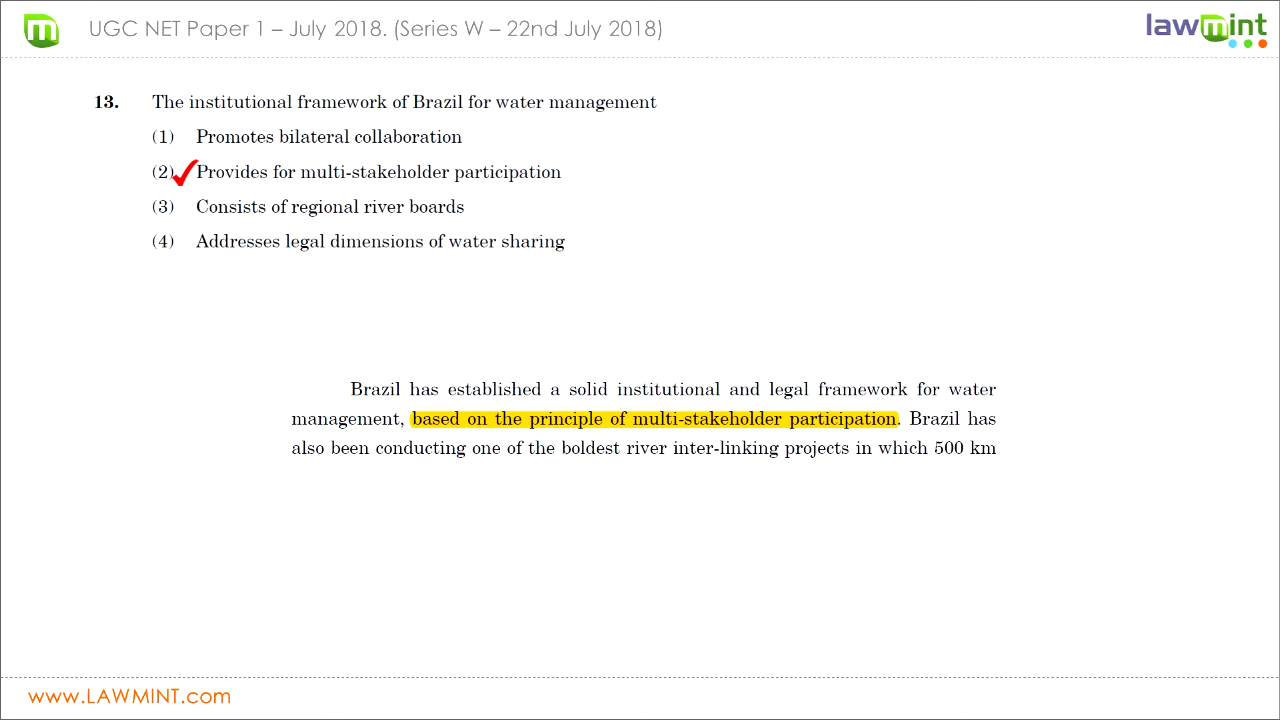 UGC NET Paper 1 – July 2018. (Series W – 22nd July 2018)
lawmint
13. The institutional framework of Brazil for water management
(1) Promotes bilateral collaboration
(2) Provides for multi-stakeholder participation
(3) Consists of regional river boards
(4) Addresses legal dimensions of water sharing
Brazil has established a solid institutional and legal framework for water
management, based on the principle of multi-stakeholder participation. Brazil has
also been conducting one of the boldest river inter-linking projects in which 500 km
www.LAWMINT.com